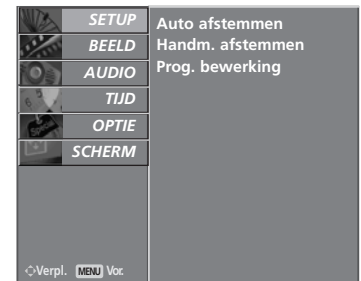 SETUP
BEELD
AUDIO
TIJD
OPTIE
SCHERM
Auto afstemmen
Handm. afstemmen
Prog. bewerking
Verpl. MENU Vor.